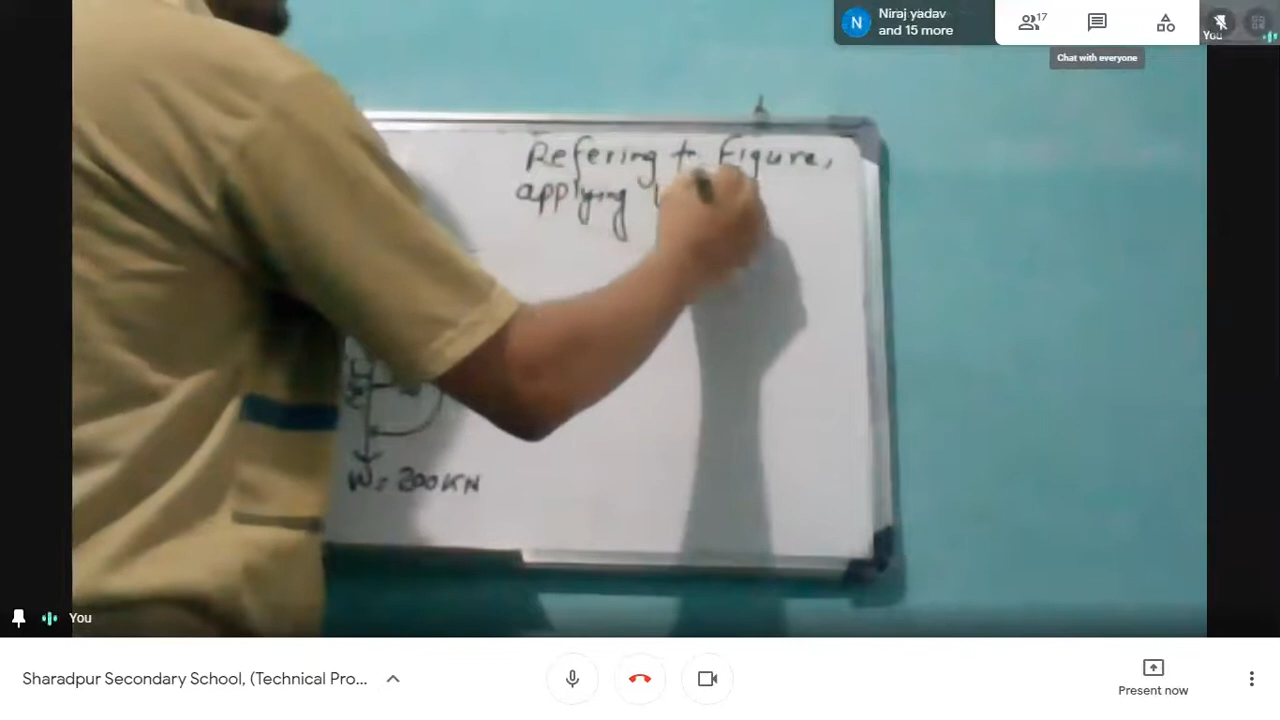 N Niraj yadav
and 15 more
17
You
Chat with everyone
Refering to Figure,
applying
W = 200KN
You
Sharadpur Secondary School, (Technical Pro...
Present now